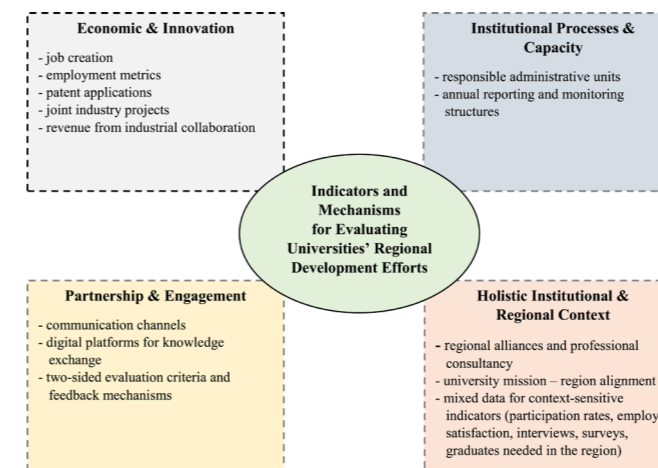 Economic & Innovation
- job creation
- employment metrics
- patent applications
- joint industry projects
- revenue from industrial collaboration
Institutional Processes &
Capacity
- responsible administrative units
- annual reporting and monitoring
structures
Indicators and
Mechanisms
for Evaluating
Universities’ Regional
Development Efforts
Partnership & Engagement
- communication channels
- digital platforms for knowledge
exchange
- two-sided evaluation criteria and
feedback mechanisms
Holistic Institutional &
Regional Context
- regional alliances and professional
consultancy
- university mission – region alignment
- mixed data for context-sensitive
indicators (participation rates,
satisfaction, interviews, surveys,
graduates needed in the region)